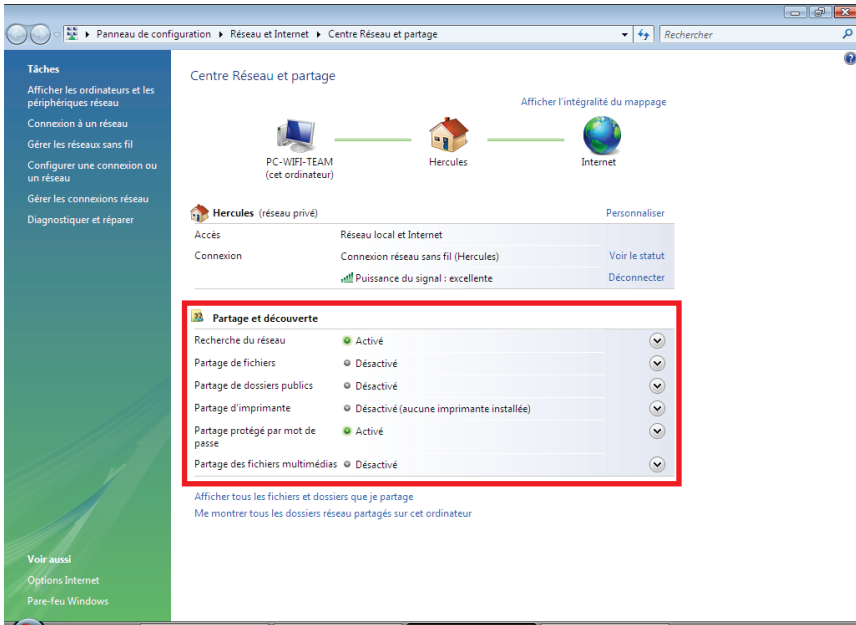 Panneau de configuration ▸ Réseau et Internet ▸ Centre Réseau et partage
Rechercher
Tâches
Afficher les ordinateurs et les
périphériques réseau
Connexion à un réseau
Gérer les réseaux sans fil
Configurer une connexion ou
un réseau
Gérer les connexions réseau
Diagnostiquer et réparer
Voir aussi
Options Internet
Pare-feu Windows
Centre Réseau et partage
Afficher l'intégralité du mappage
PC-WIFI-TEAM
(cet ordinateur)
Hercules
Internet
Hercules (réseau privé) Personnaliser
Accès Réseau local et Internet
Connexion Connexion réseau sans fil (Hercules) Voir le statut
Puissance du signal : excellente Déconnecter
Partage et découverte
Recherche du réseau Activé
Partage de fichiers Désactivé
Partage de dossiers publics Désactivé
Partage d'imprimante Désactivé (aucune imprimante installée)
Partage protégé par mot de Activé
passe
Partage des fichiers multimédias Désactivé
Afficher tous les fichiers et dossiers que je partage
Me montrer tous les dossiers réseau partagés sur cet ordinateur